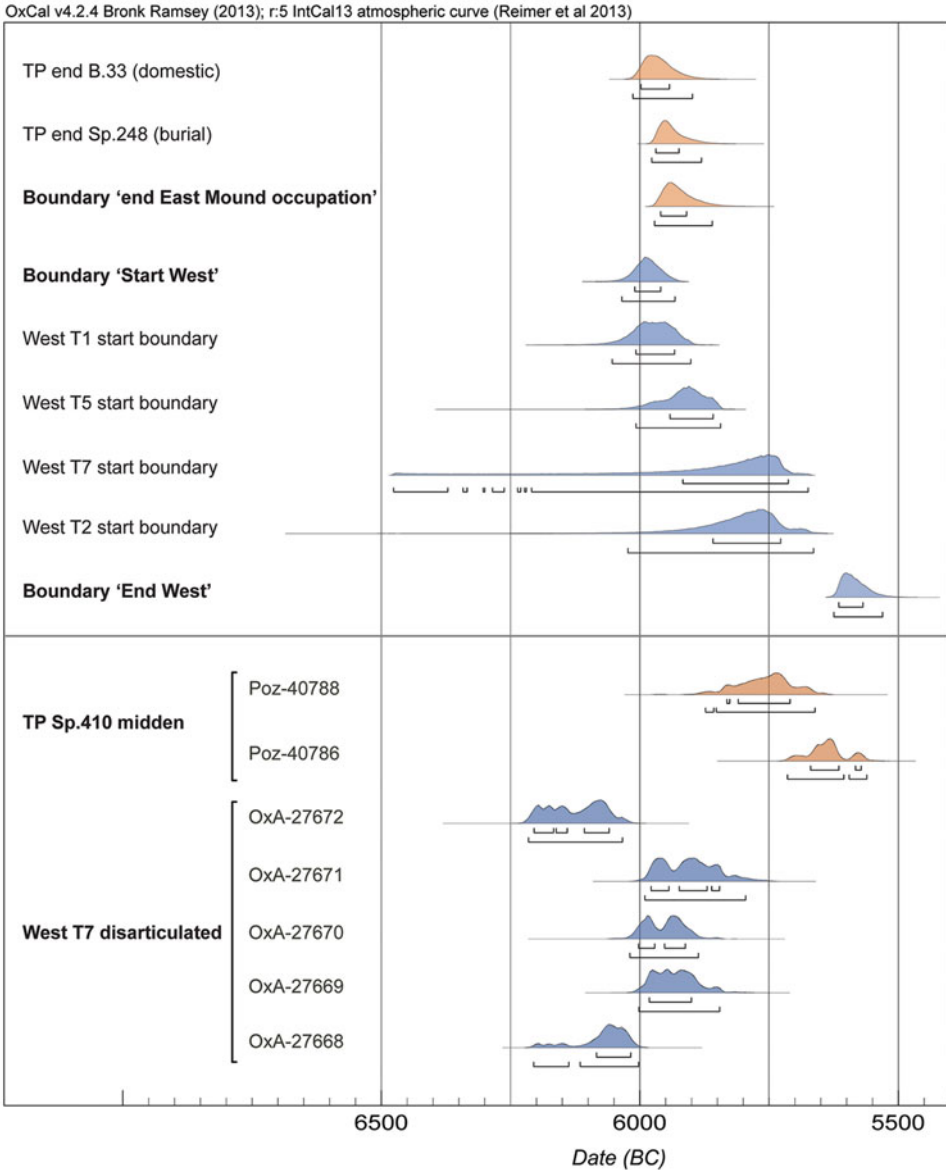 OxCal v4.2.4 Bronk Ramsey (2013); r:5 IntCal13 atmospheric curve (Reimer et al 2013)
TP end B.33 (domestic)
TP end Sp.248 (burial)
Boundary ‘end East Mound occupation’
Boundary ‘Start West’
West T1 start boundary
West T5 start boundary
West T7 start boundary
West T2 start boundary
Boundary ‘End West’
TP Sp.410 midden
Poz-40788
Poz-40786
West T7 disarticulated
OxA-27672
OxA-27671
OxA-27670
OxA-27669
OxA-27668
6500 6000 5500
Date (BC)